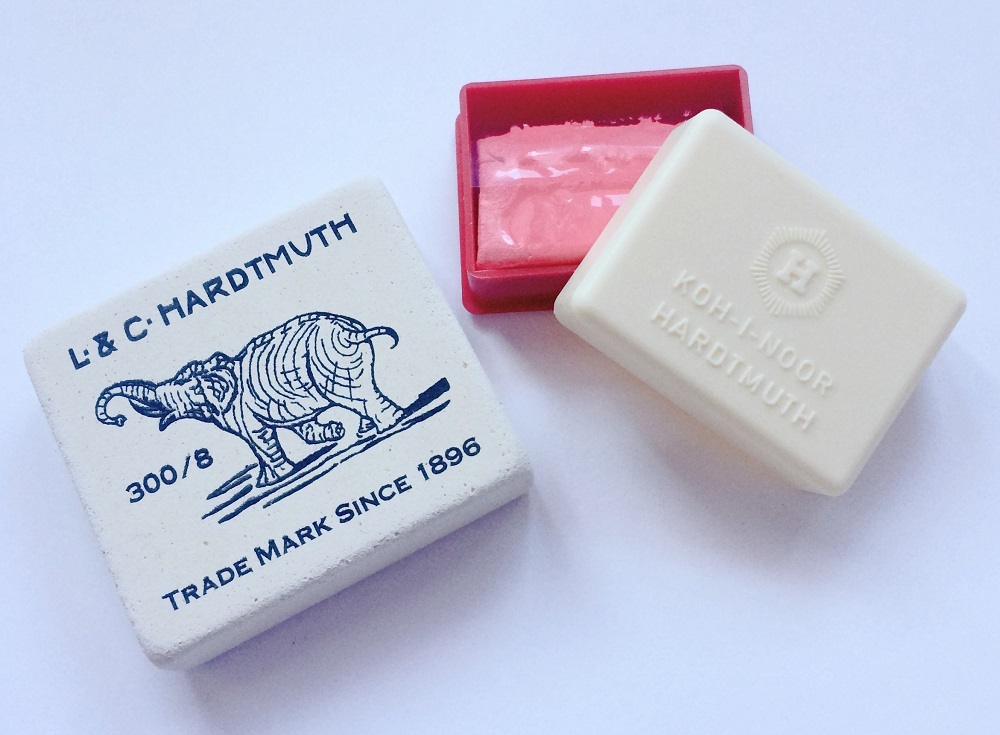 L. & C. HARDTMUTH
300/8
TRADE MARK SINCE 1896
H
KOH-I-NOOR
HARDTMUTH